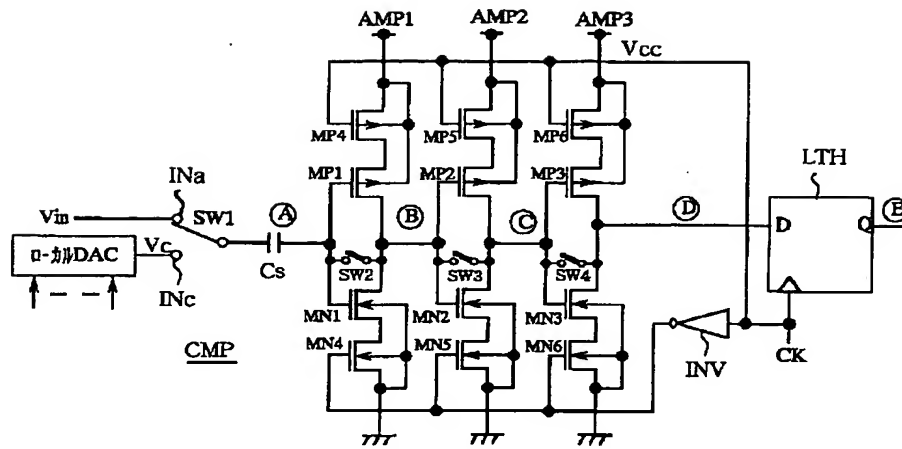 AMP1 AMP2 AMP3
Vcc
MP4 MP5 MP6
LTH
INa
MP1 MP2 MP3
Vin SW1 A B C D D Q E
ローカルDAC Vc Cs SW2 SW3 SW4
INc
MN1 MN2 MN3
CMP MN4 MN5 MN6 INV CK